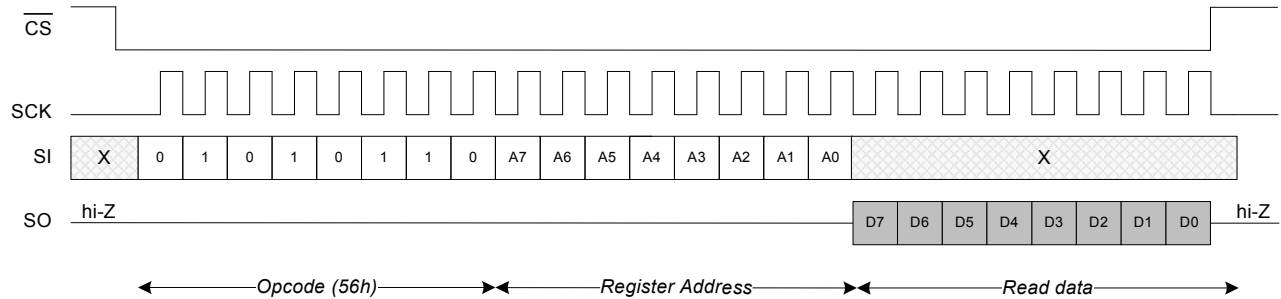 CS
SCK
SI X 0 1 0 1 0 1 1 0 A7 A6 A5 A4 A3 A2 A1 A0 X
hi-Z hi-Z
SO D7 D6 D5 D4 D3 D2 D1 D0
Opcode (56h) Register Address Read data